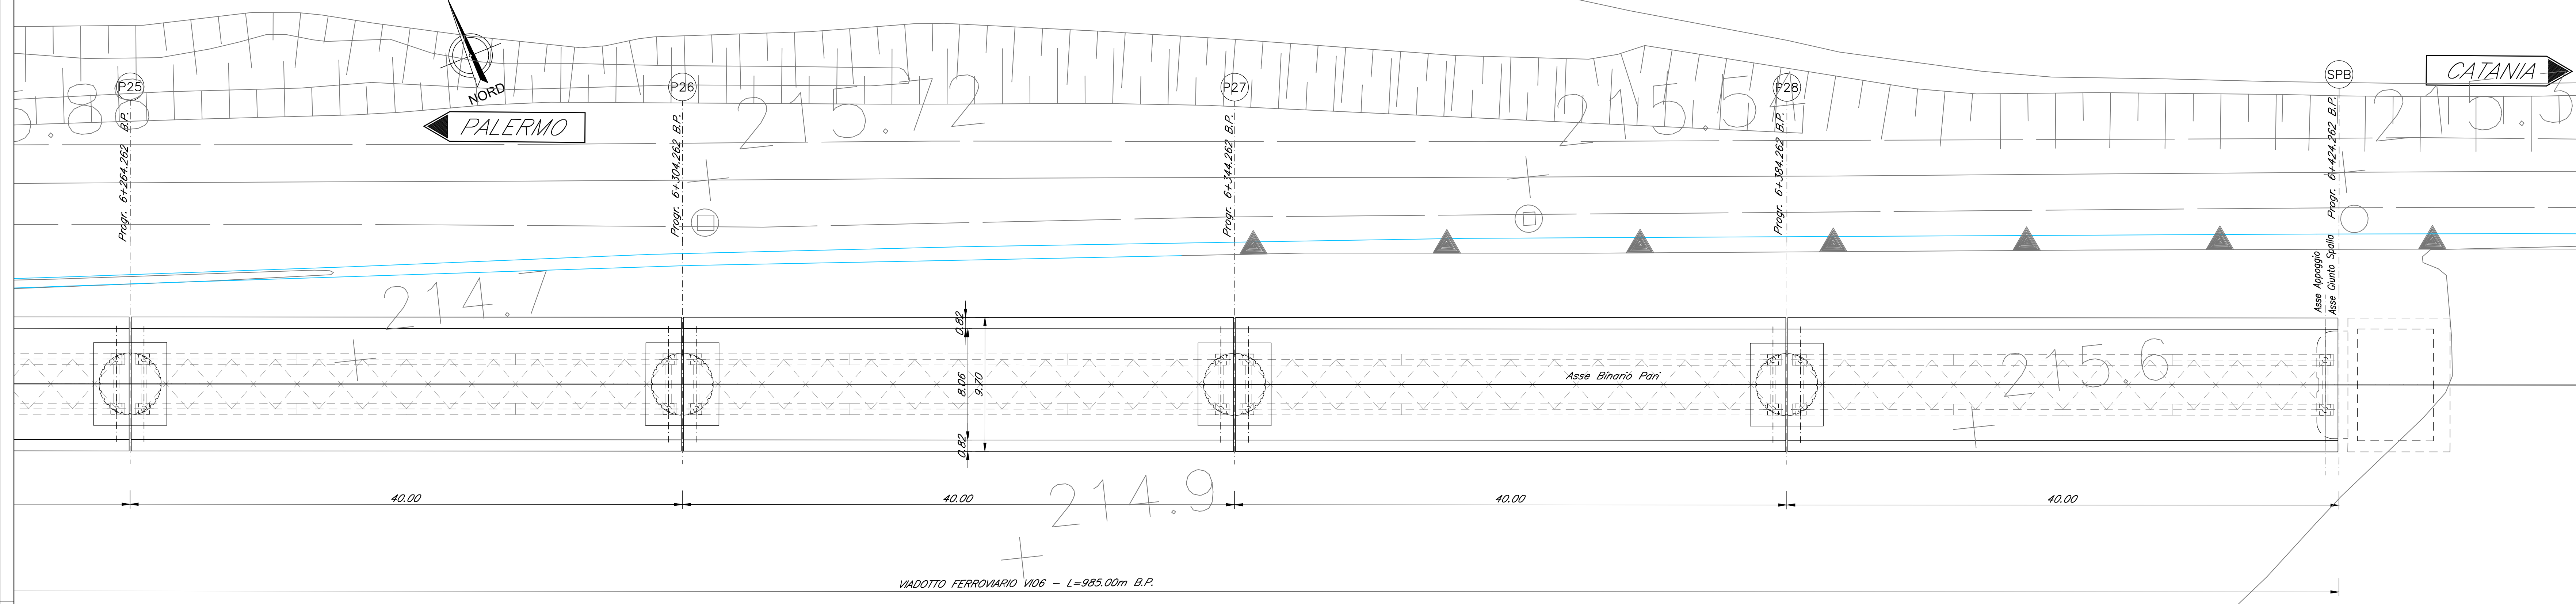 P25
P26
P27
P28
SPB
NORD
PALERMO
CATANIA
8
215.72
215.54
214.7
214.9
215.6
Progr. 6+264.262 B.P.
Progr. 6+304.262 B.P.
Progr. 6+344.262 B.P.
Progr. 6+384.262 B.P.
Progr. 6+424.262 B.P.
Asse Appoggio
Asse Giunto Spalla
0.82
8.06
9.70
0.82
Asse Binario Pari
40.00
40.00
40.00
40.00
VIADOTTO FERROVIARIO VI06 - L=985.00m B.P.